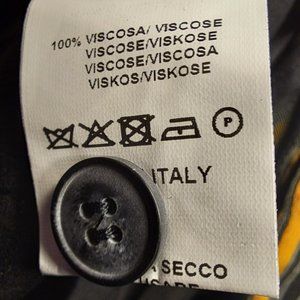 100% VISCOSA/ VISCOSE
VISCOSE/VISKOSE
VISCOSE/VISCOSA
VISKOS/VISKOSE
P
ITALY
SECCO